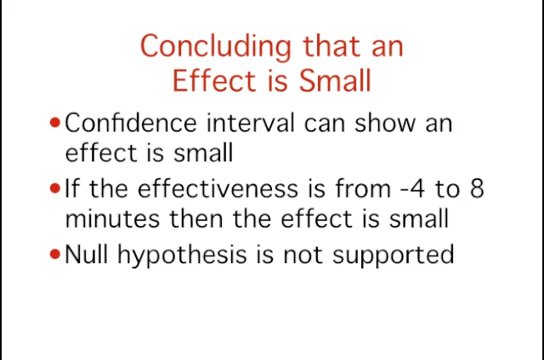 Concluding that an
Effect is Small
•Confidence interval can show an
effect is small
•If the effectiveness is from -4 to 8
minutes then the effect is small
•Null hypothesis is not supported